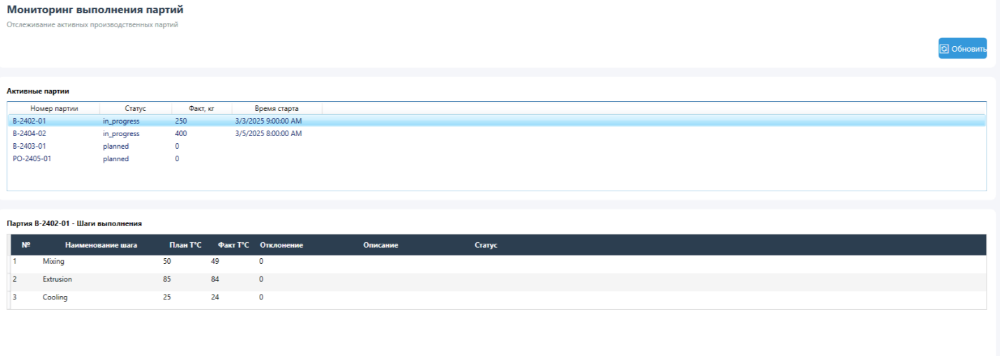 Мониторинг выполнения партий
Отслеживание активных производственных партий
Обновить
Активные партии
Номер партии Статус Факт, кг Время старта
B-2402-01 in_progress 250 3/3/2025 9:00:00 AM
B-2404-02 in_progress 400 3/5/2025 8:00:00 AM
B-2403-01 planned 0
PO-2405-01 planned 0
Партия B-2402-01 - Шаги выполнения
№ Наименование шага План T°C Факт T°C Отклонение Описание Статус
1 Mixing 50 49 0
2 Extrusion 85 84 0
3 Cooling 25 24 0